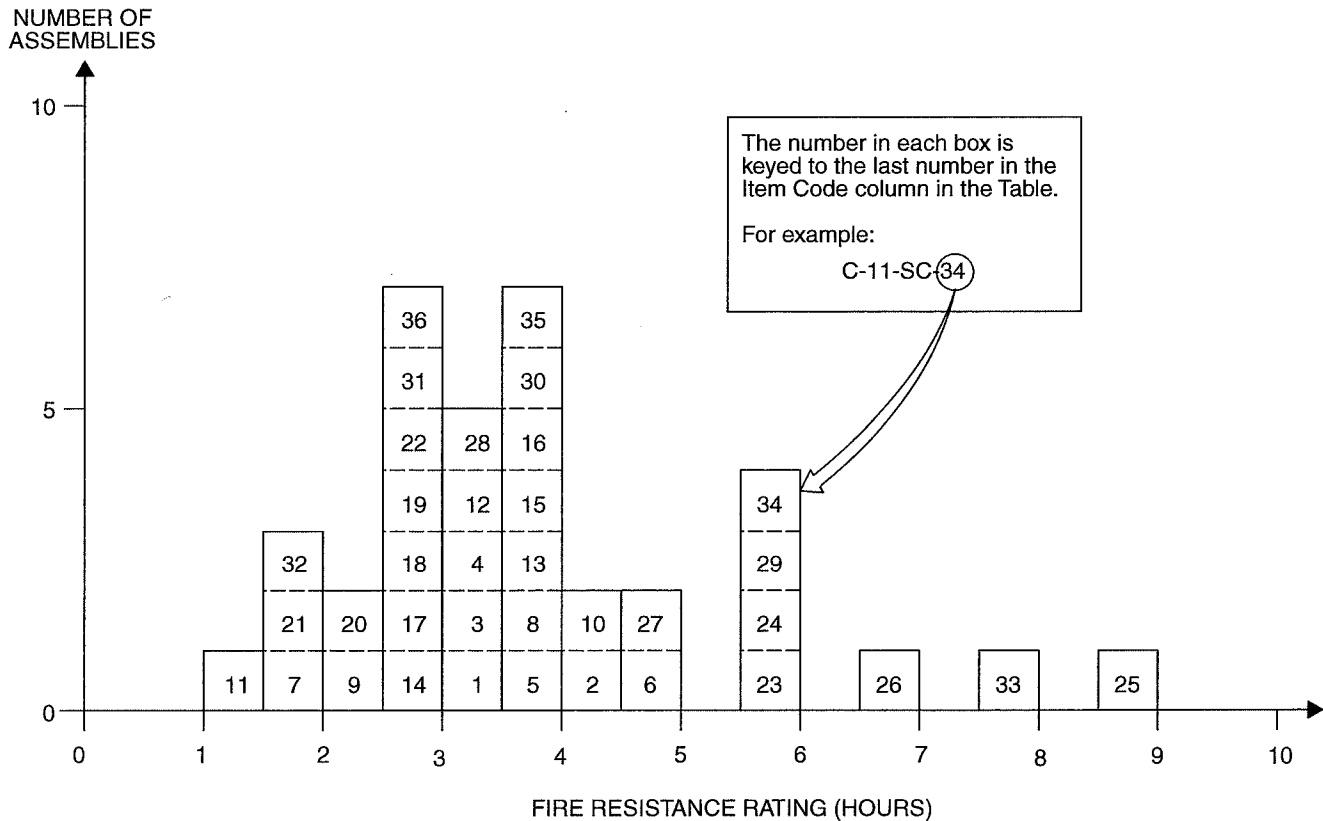 NUMBER OF
ASSEMBLIES
10
The number in each box is
keyed to the last number in the
Item Code column in the Table.
For example:
C-11-SC-34
36 35
31 30
5
22 28 16
19 12 15 34
32 18 4 13 29
21 20 17 3 8 10 27 24
11 7 9 14 1 5 2 6 23 26 33 25
0
0 1 2 3 4 5 6 7 8 9 10
FIRE RESISTANCE RATING (HOURS)